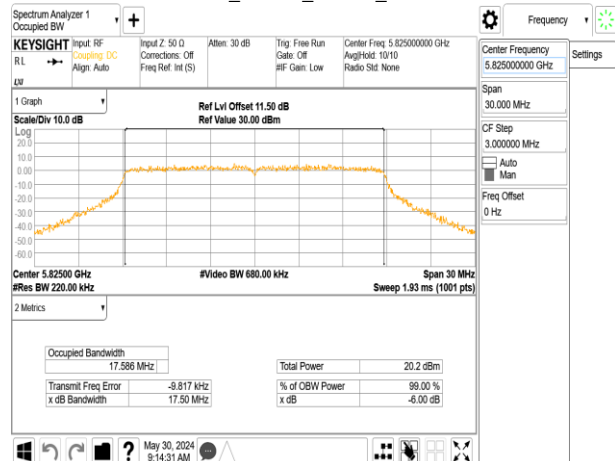 Spectrum Analyzer 1
Occupied BW
KEYSIGHT
RL
Input: RF
Coupling: DC
Align: Auto
Input Z: 50 Ω
Corrections: Off
Freq Ref: Int (S)
Atten: 30 dB
Trig: Free Run
Gate: Off
#IF Gain: Low
Center Freq: 5.825000000 GHz
Avg|Hold: 10/10
Radio Std: None
1 Graph
Scale/Div 10.0 dB
Ref Lvl Offset 11.50 dB
Ref Value 30.00 dBm
Log
20.0
10.0
0.00
-10.0
-20.0
-30.0
-40.0
-50.0
-60.0
Center 5.82500 GHz
#Res BW 220.00 kHz
#Video BW 680.00 kHz
Span 30 MHz
Sweep 1.93 ms (1001 pts)
2 Metrics
Occupied Bandwidth
17.586 MHz
Transmit Freq Error -9.817 kHz
x dB Bandwidth 17.50 MHz
Total Power 20.2 dBm
% of OBW Power 99.00 %
x dB -6.00 dB
May 30, 2024
9:14:31 AM
Frequency
Settings
Center Frequency
5.825000000 GHz
Span
30.000 MHz
CF Step
3.000000 MHz
Auto
Man
Freq Offset
0 Hz